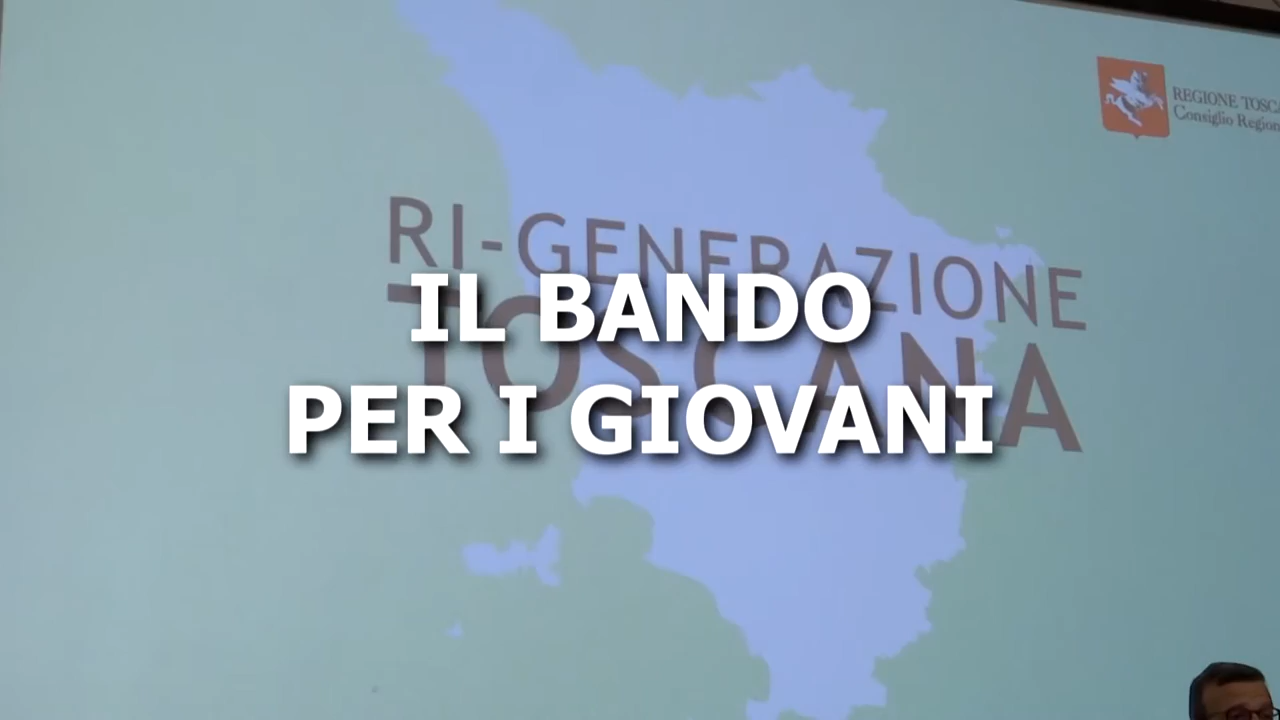 REGIONE TOSCA
Consiglio Region
RI-GENERAZIONE
TOSCANA
IL BANDO
PER I GIOVANI